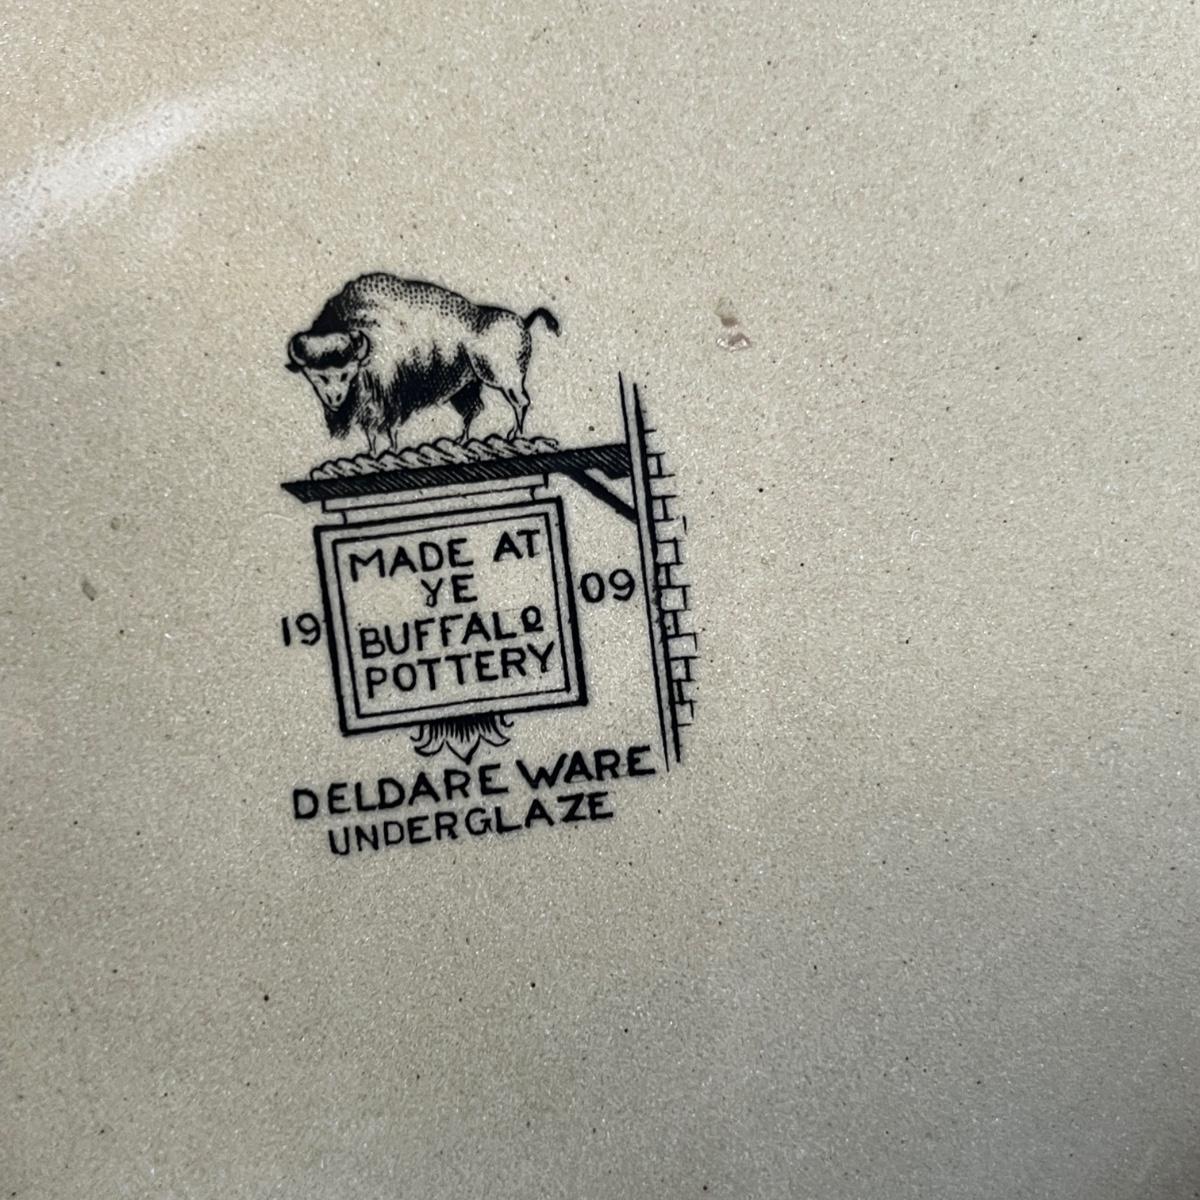 MADE AT
YE
BUFFALO
POTTERY
19 09
DELDARE WARE
UNDERGLAZE